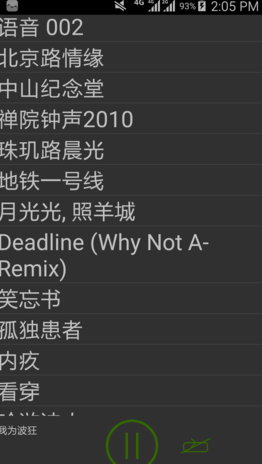 4G 93% 2:05 PM
语音 002
北京路情缘
中山纪念堂
禅院钟声2010
珠玑路晨光
地铁一号线
月光光, 照羊城
Deadline (Why Not A-
Remix)
笑忘书
孤独患者
内疚
看穿
我为波狂